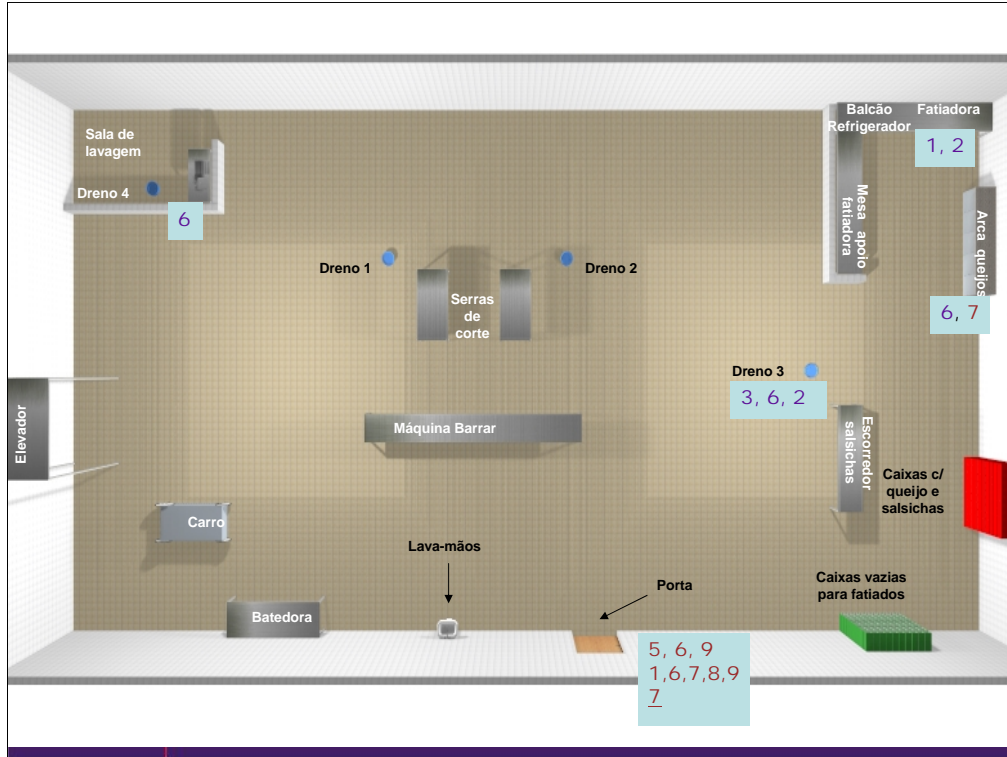 Sala de
lavagem
Dreno 4
6
Balcão
Refrigerador
Fatiadora
1, 2
Mesa apoio
fatiadora
Arca queijos
6, 7
Dreno 1
Dreno 2
Serras
de
corte
Dreno 3
3, 6, 2
Elevador
Máquina Barrar
Escorredor
salsichas
Caixas c/
queijo e
salsichas
Carro
Lava-mãos
Porta
Caixas vazias
para fatiados
Batedora
5, 6, 9
1,6,7,8,9
7